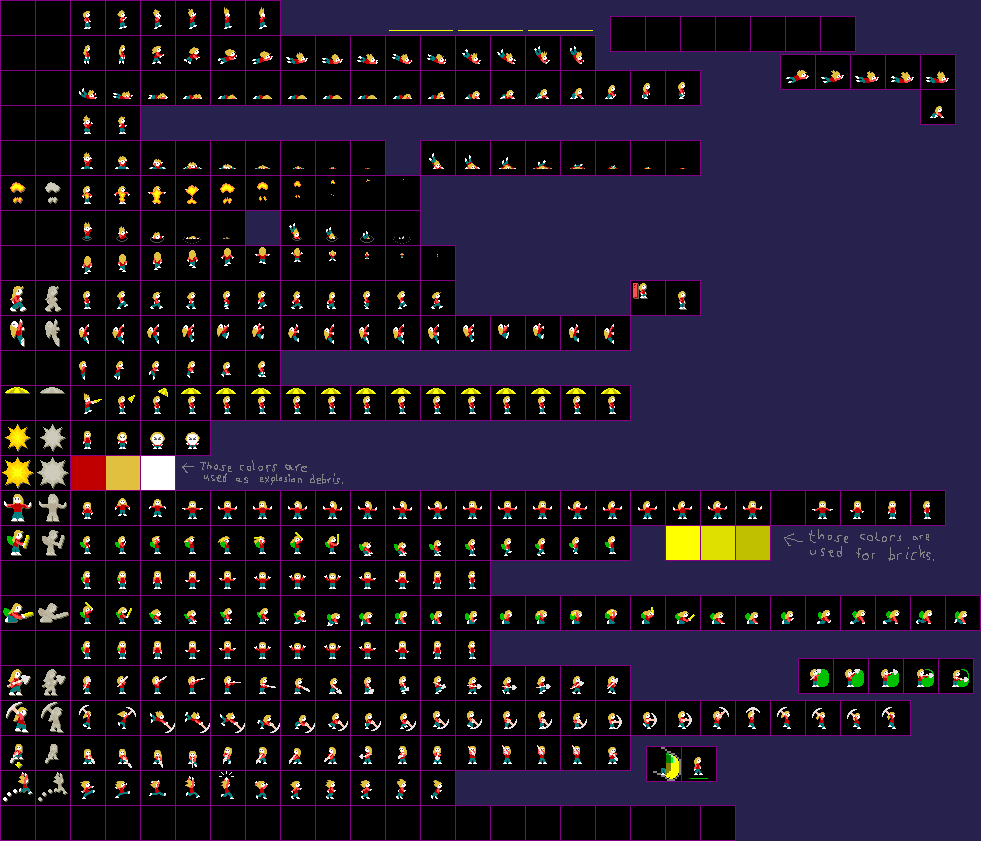 ← Those colors are
used as explosion debris.
← those colors are
used for bricks.